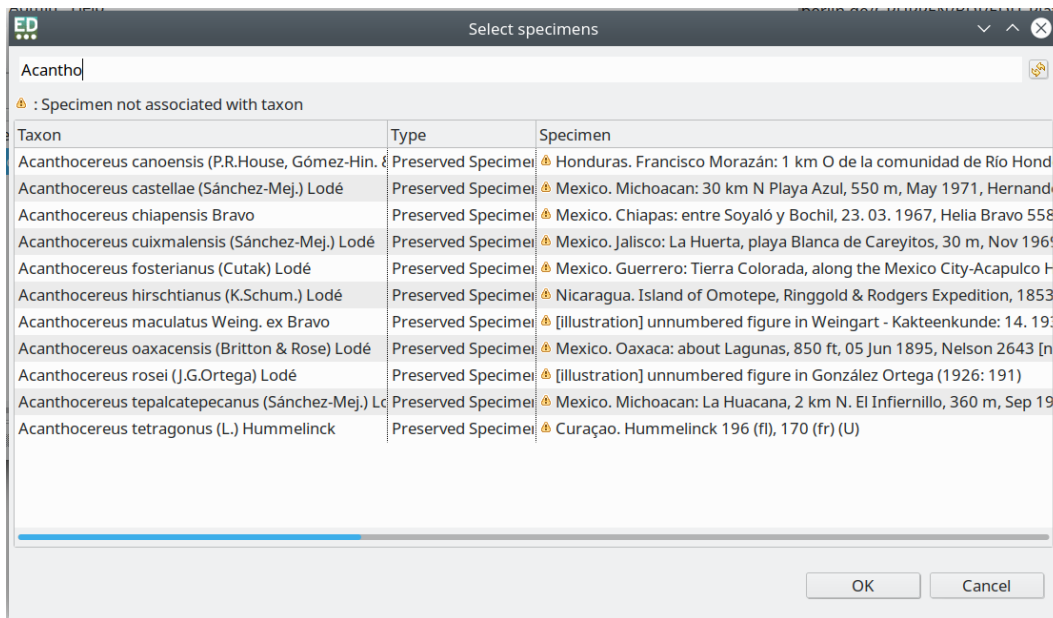 ED
Select specimens
Acantho
: Specimen not associated with taxon
Taxon Type Specimen
Acanthocereus canoensis (P.R.House, Gómez-Hin. & Preserved Specimen Honduras. Francisco Morazán: 1 km O de la comunidad de Río Hond
Acanthocereus castellae (Sánchez-Mej.) Lodé Preserved Specimen Mexico. Michoacan: 30 km N Playa Azul, 550 m, May 1971, Hernand
Acanthocereus chiapensis Bravo Preserved Specimen Mexico. Chiapas: entre Soyaló y Bochil, 23. 03. 1967, Helia Bravo 558
Acanthocereus cuixmalensis (Sánchez-Mej.) Lodé Preserved Specimen Mexico. Jalisco: La Huerta, playa Blanca de Careyitos, 30 m, Nov 1969
Acanthocereus fosterianus (Cutak) Lodé Preserved Specimen Mexico. Guerrero: Tierra Colorada, along the Mexico City-Acapulco H
Acanthocereus hirschtianus (K.Schum.) Lodé Preserved Specimen Nicaragua. Island of Omotepe, Ringgold & Rodgers Expedition, 1853
Acanthocereus maculatus Weing. ex Bravo Preserved Specimen [illustration] unnumbered figure in Weingart - Kakteenkunde: 14. 193
Acanthocereus oaxacensis (Britton & Rose) Lodé Preserved Specimen Mexico. Oaxaca: about Lagunas, 850 ft, 05 Jun 1895, Nelson 2643 [n
Acanthocereus rosei (J.G.Ortega) Lodé Preserved Specimen [illustration] unnumbered figure in González Ortega (1926: 191)
Acanthocereus tepalcatepecanus (Sánchez-Mej.) Lo Preserved Specimen Mexico. Michoacan: La Huacana, 2 km N. El Infiernillo, 360 m, Sep 19
Acanthocereus tetragonus (L.) Hummelinck Preserved Specimen Curaçao. Hummelinck 196 (fl), 170 (fr) (U)
OK Cancel